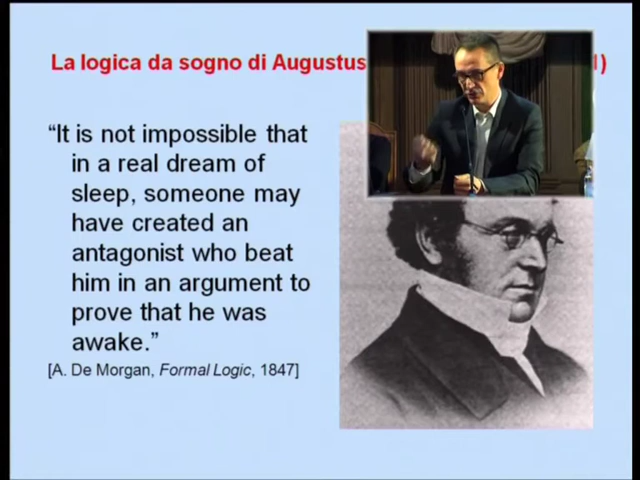 La logica da sogno di Augustus
“It is not impossible that
in a real dream of
sleep, someone may
have created an
antagonist who beat
him in an argument to
prove that he was
awake.”
[A. De Morgan, Formal Logic, 1847]